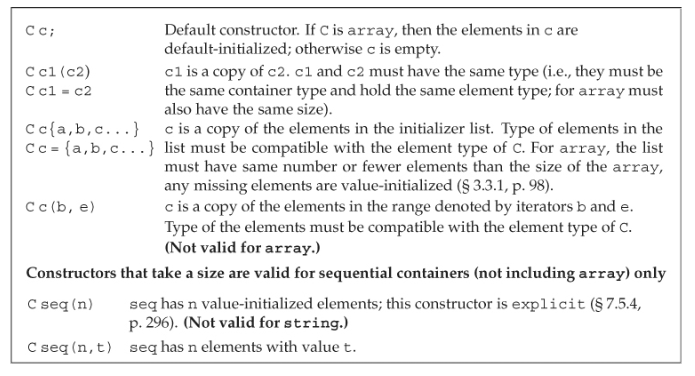 C c; Default constructor. If C is array, then the elements in c are
default-initialized; otherwise c is empty.
C c1(c2) c1 is a copy of c2. c1 and c2 must have the same type (i.e., they must be
C c1 = c2 the same container type and hold the same element type; for array must
also have the same size).
C c{a,b,c...} c is a copy of the elements in the initializer list. Type of elements in the
C c = {a,b,c...} list must be compatible with the element type of C. For array, the list
must have same number or fewer elements than the size of the array,
any missing elements are value-initialized (§ 3.3.1, p. 98).
C c(b, e) c is a copy of the elements in the range denoted by iterators b and e.
Type of the elements must be compatible with the element type of C.
(Not valid for array.)
Constructors that take a size are valid for sequential containers (not including array) only
C seq(n) seq has n value-initialized elements; this constructor is explicit (§ 7.5.4,
p. 296). (Not valid for string.)
C seq(n,t) seq has n elements with value t.